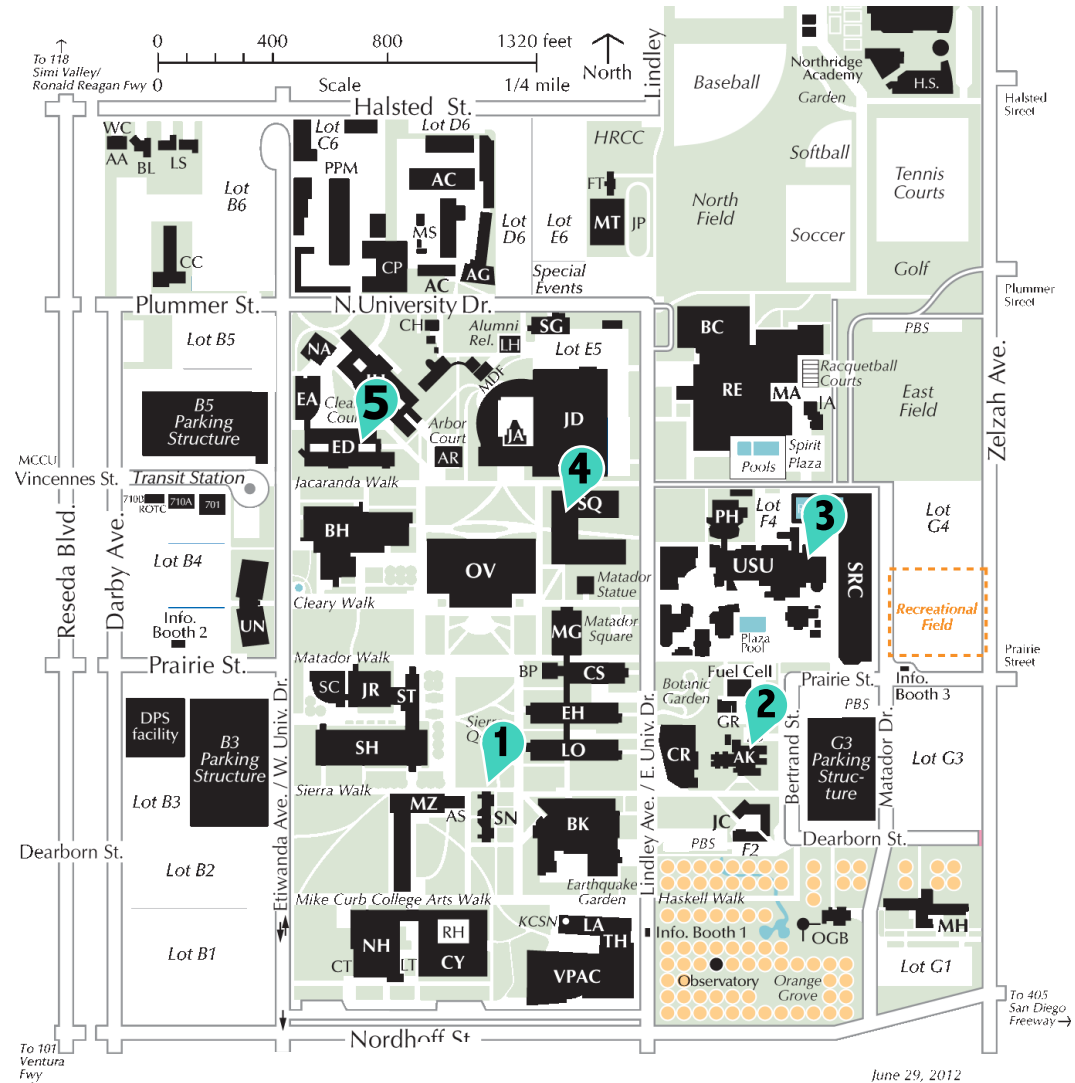 To 118
Simi Valley/
Ronald Reagan Fwy
0 400 800 1320 feet
0 Scale 1/4 mile
North
Lindley
Halsted St.
Baseball
Northridge
Academy
H.S.
Garden
Halsted
Street
WC
AA
BL
LS
Lot
B6
CC
Lot
C6
PPM
Lot D6
AC
MS
CP
AC
AG
Lot
D6
Lot
E6
Special
Events
HRCC
FT
MT
JP
North
Field
Softball
Soccer
Tennis
Courts
Golf
Plummer
Street
Plummer St.
N.University Dr.
PBS
Lot B5
NA
CH
Alumni
Rel.
LH
SG
Lot E5
BC
RE
MA
Racquetball
Courts
IA
East
Field
Zelzah Ave.
B5
Parking
Structure
EA
5
ED
MDF
Arbor
Court
AR
JA
JD
4
Pools
Spirit
Plaza
MCCU
Vincennes St.
Transit Station
Jacaranda Walk
ROTC
710A
701
Reseda Blvd.
Darby Ave.
Lot B4
BH
OV
SQ
PH
Lot
F4
3
USU
SRC
Lot
G4
Matador
Statue
Cleary Walk
Info.
Booth 2
UN
MG
Matador
Square
Plaza
Pool
Recreational
Field
Prairie St.
Matador Walk
BP
CS
Fuel Cell
Prairie St.
Prairie
Street
Info.
Booth 3
SC
JR
ST
EH
Botanic
Garden
GR
2
PBS
DPS
facility
B3
Parking
Structure
SH
1
LO
CR
AK
Bertrand St.
G3
Parking
Struc-
ture
Matador Dr.
Lot G3
Etiwanda Ave. / W. Univ. Dr.
Lindley Ave. / E. Univ. Dr.
Lot B3
Sierra Walk
MZ
AS
SN
BK
JC
F2
PBS
Dearborn St.
Dearborn St.
Lot B2
Mike Curb College Arts Walk
Earthquake
Garden
Haskell Walk
Lot B1
NH
CT
LT
RH
CY
KCSN
LA
TH
VPAC
Info. Booth 1
OGB
MH
Observatory
Orange
Grove
Lot G1
To 405
San Diego
Freeway
Nordhoff St.
To 101
Ventura
Fwy
June 29, 2012